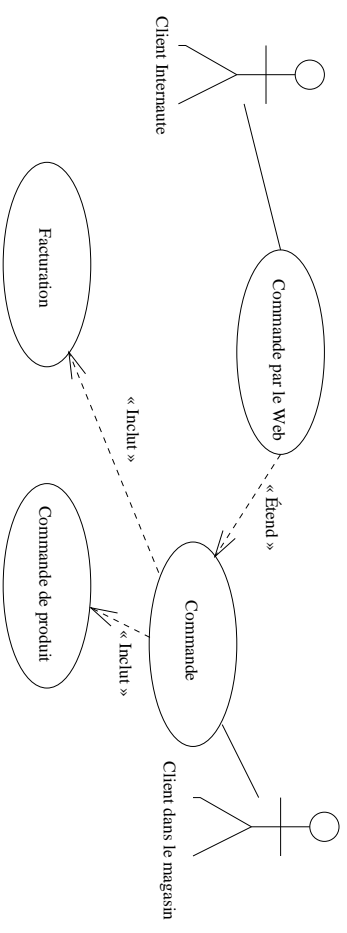 Client Internaute
Commande par le Web
« Étend »
Commande
Client dans le magasin
« Inclut »
« Inclut »
Facturation
Commande de produit